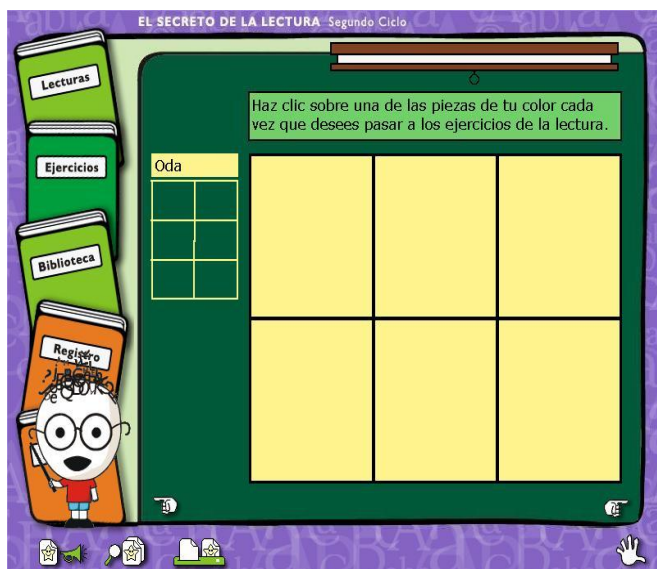 EL SECRETO DE LA LECTURA Segundo Ciclo
Lecturas
Haz clic sobre una de las piezas de tu color cada
vez que desees pasar a los ejercicios de la lectura.
Ejercicios
Oda
Biblioteca
Registro